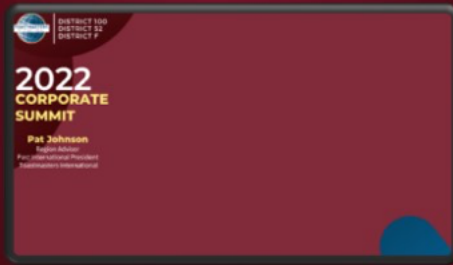 DISTRICT 100
DISTRICT 52
DISTRICT F
2022
CORPORATE
SUMMIT
Pat Johnson
Region Advisor
Past International President
Toastmasters International